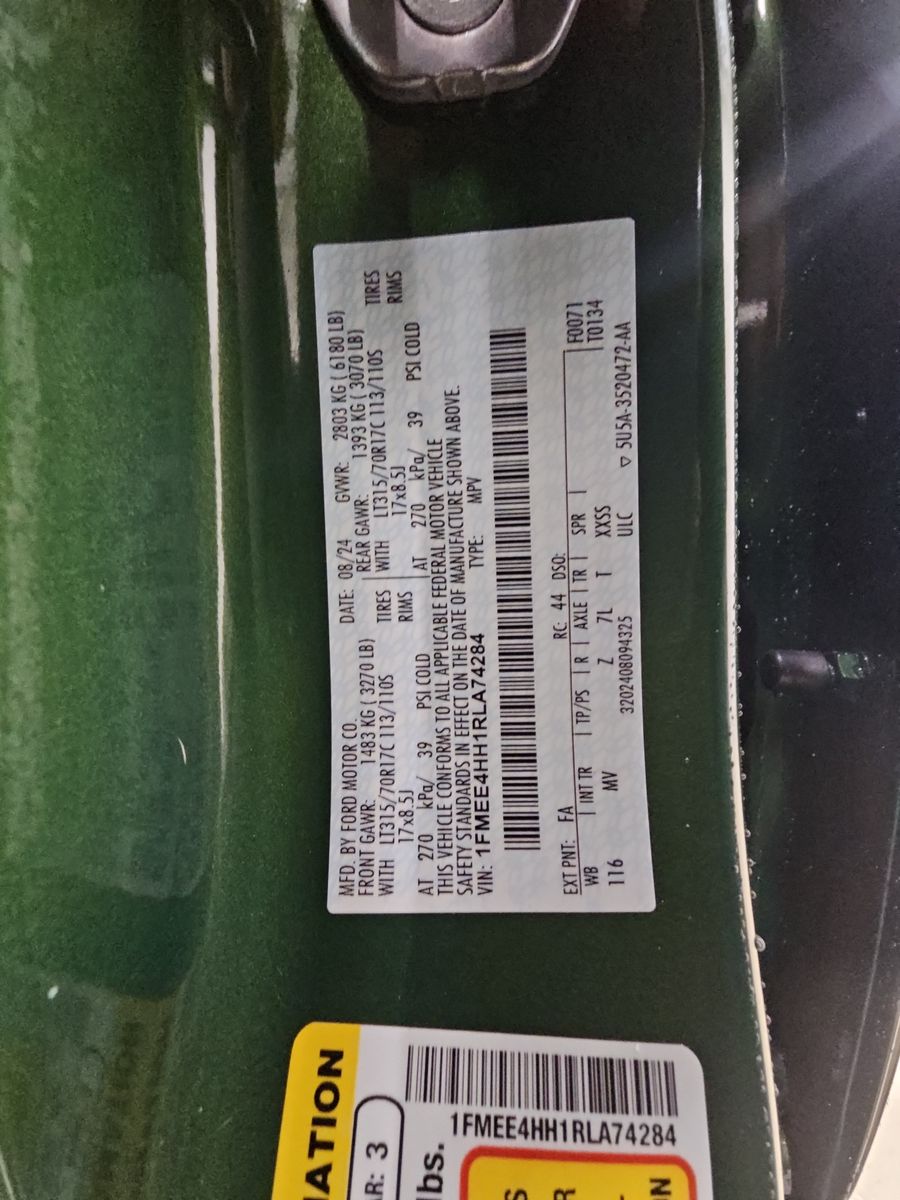 MFD. BY FORD MOTOR CO.
DATE: 08/24 GVWR: 2803 KG ( 6180 LB)
FRONT GAWR: 1483 KG ( 3270 LB) REAR GAWR: 1393 KG ( 3070 LB)
WITH LT315/70R17C 113/110S TIRES WITH LT315/70R17C 113/110S TIRES
17x8.5J RIMS 17x8.5J RIMS
AT 270 kPa/ 39 PSI COLD AT 270 kPa/ 39 PSI COLD
THIS VEHICLE CONFORMS TO ALL APPLICABLE FEDERAL MOTOR VEHICLE
SAFETY STANDARDS IN EFFECT ON THE DATE OF MANUFACTURE SHOWN ABOVE.
VIN: 1FMEE4HH1RLA74284 TYPE: MPV
EXT PNT: FA RC: 44 DSO: F0071
WB INT TR TP/PS R AXLE TR SPR T0134
116 MV Z 7L T XXSS
3202408094325 ULC ▽ 5U5A-3520472-AA
ATION
AR: 3
lbs.
1FMEE4HH1RLA74284
S
R
N